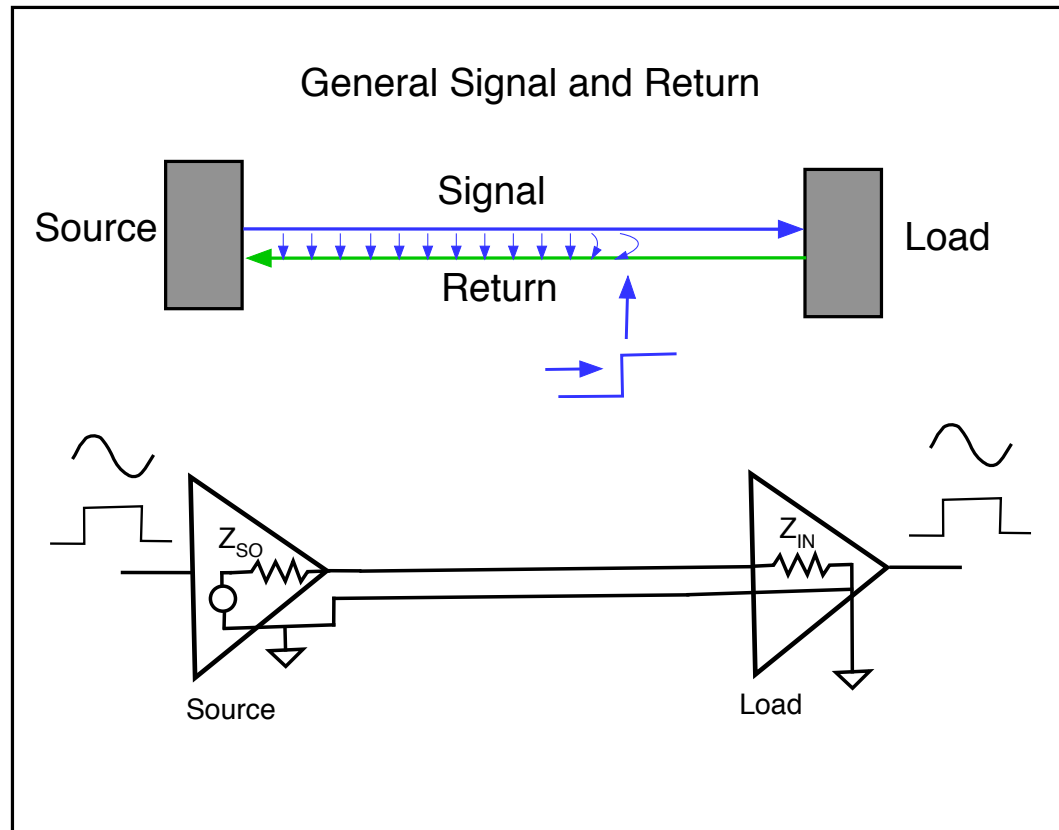 General Signal and Return
Signal
Source
Load
Return
Z_SO
Z_IN
Source
Load